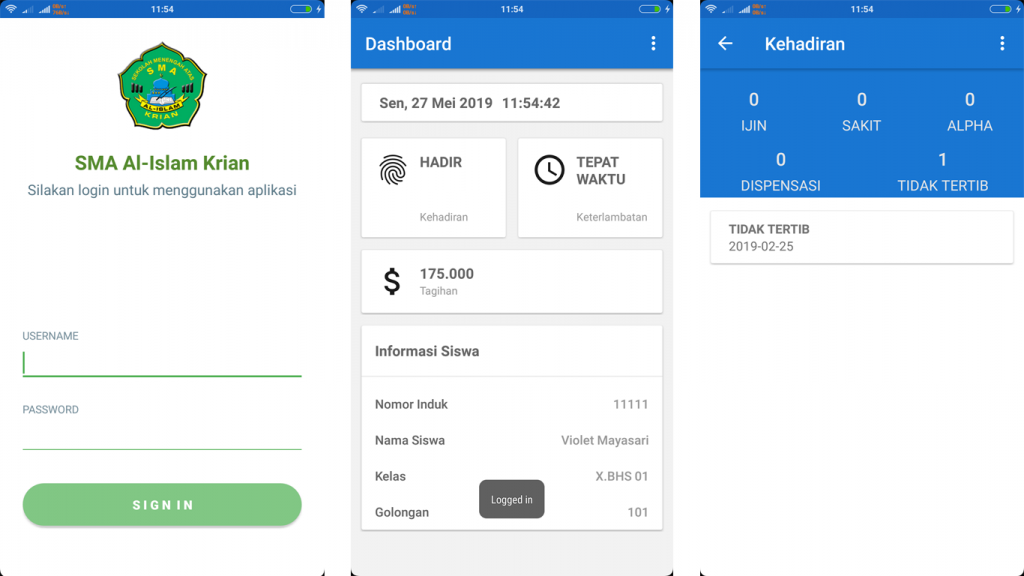 11:54
SEKOLAH MENENGAH ATAS
SMA
AL-ISLAM
KRIAN
SMA Al-Islam Krian
Silakan login untuk menggunakan aplikasi
USERNAME
PASSWORD
SIGN IN
11:54
Dashboard
Sen, 27 Mei 2019 11:54:42
HADIR
Kehadiran
TEPAT
WAKTU
Keterlambatan
$
175.000
Tagihan
Informasi Siswa
Nomor Induk 11111
Nama Siswa Violet Mayasari
Kelas X.BHS 01
Logged in
Golongan 101
11:54
Kehadiran
0 0 0
IJIN SAKIT ALPHA
0 1
DISPENSASI TIDAK TERTIB
TIDAK TERTIB
2019-02-25